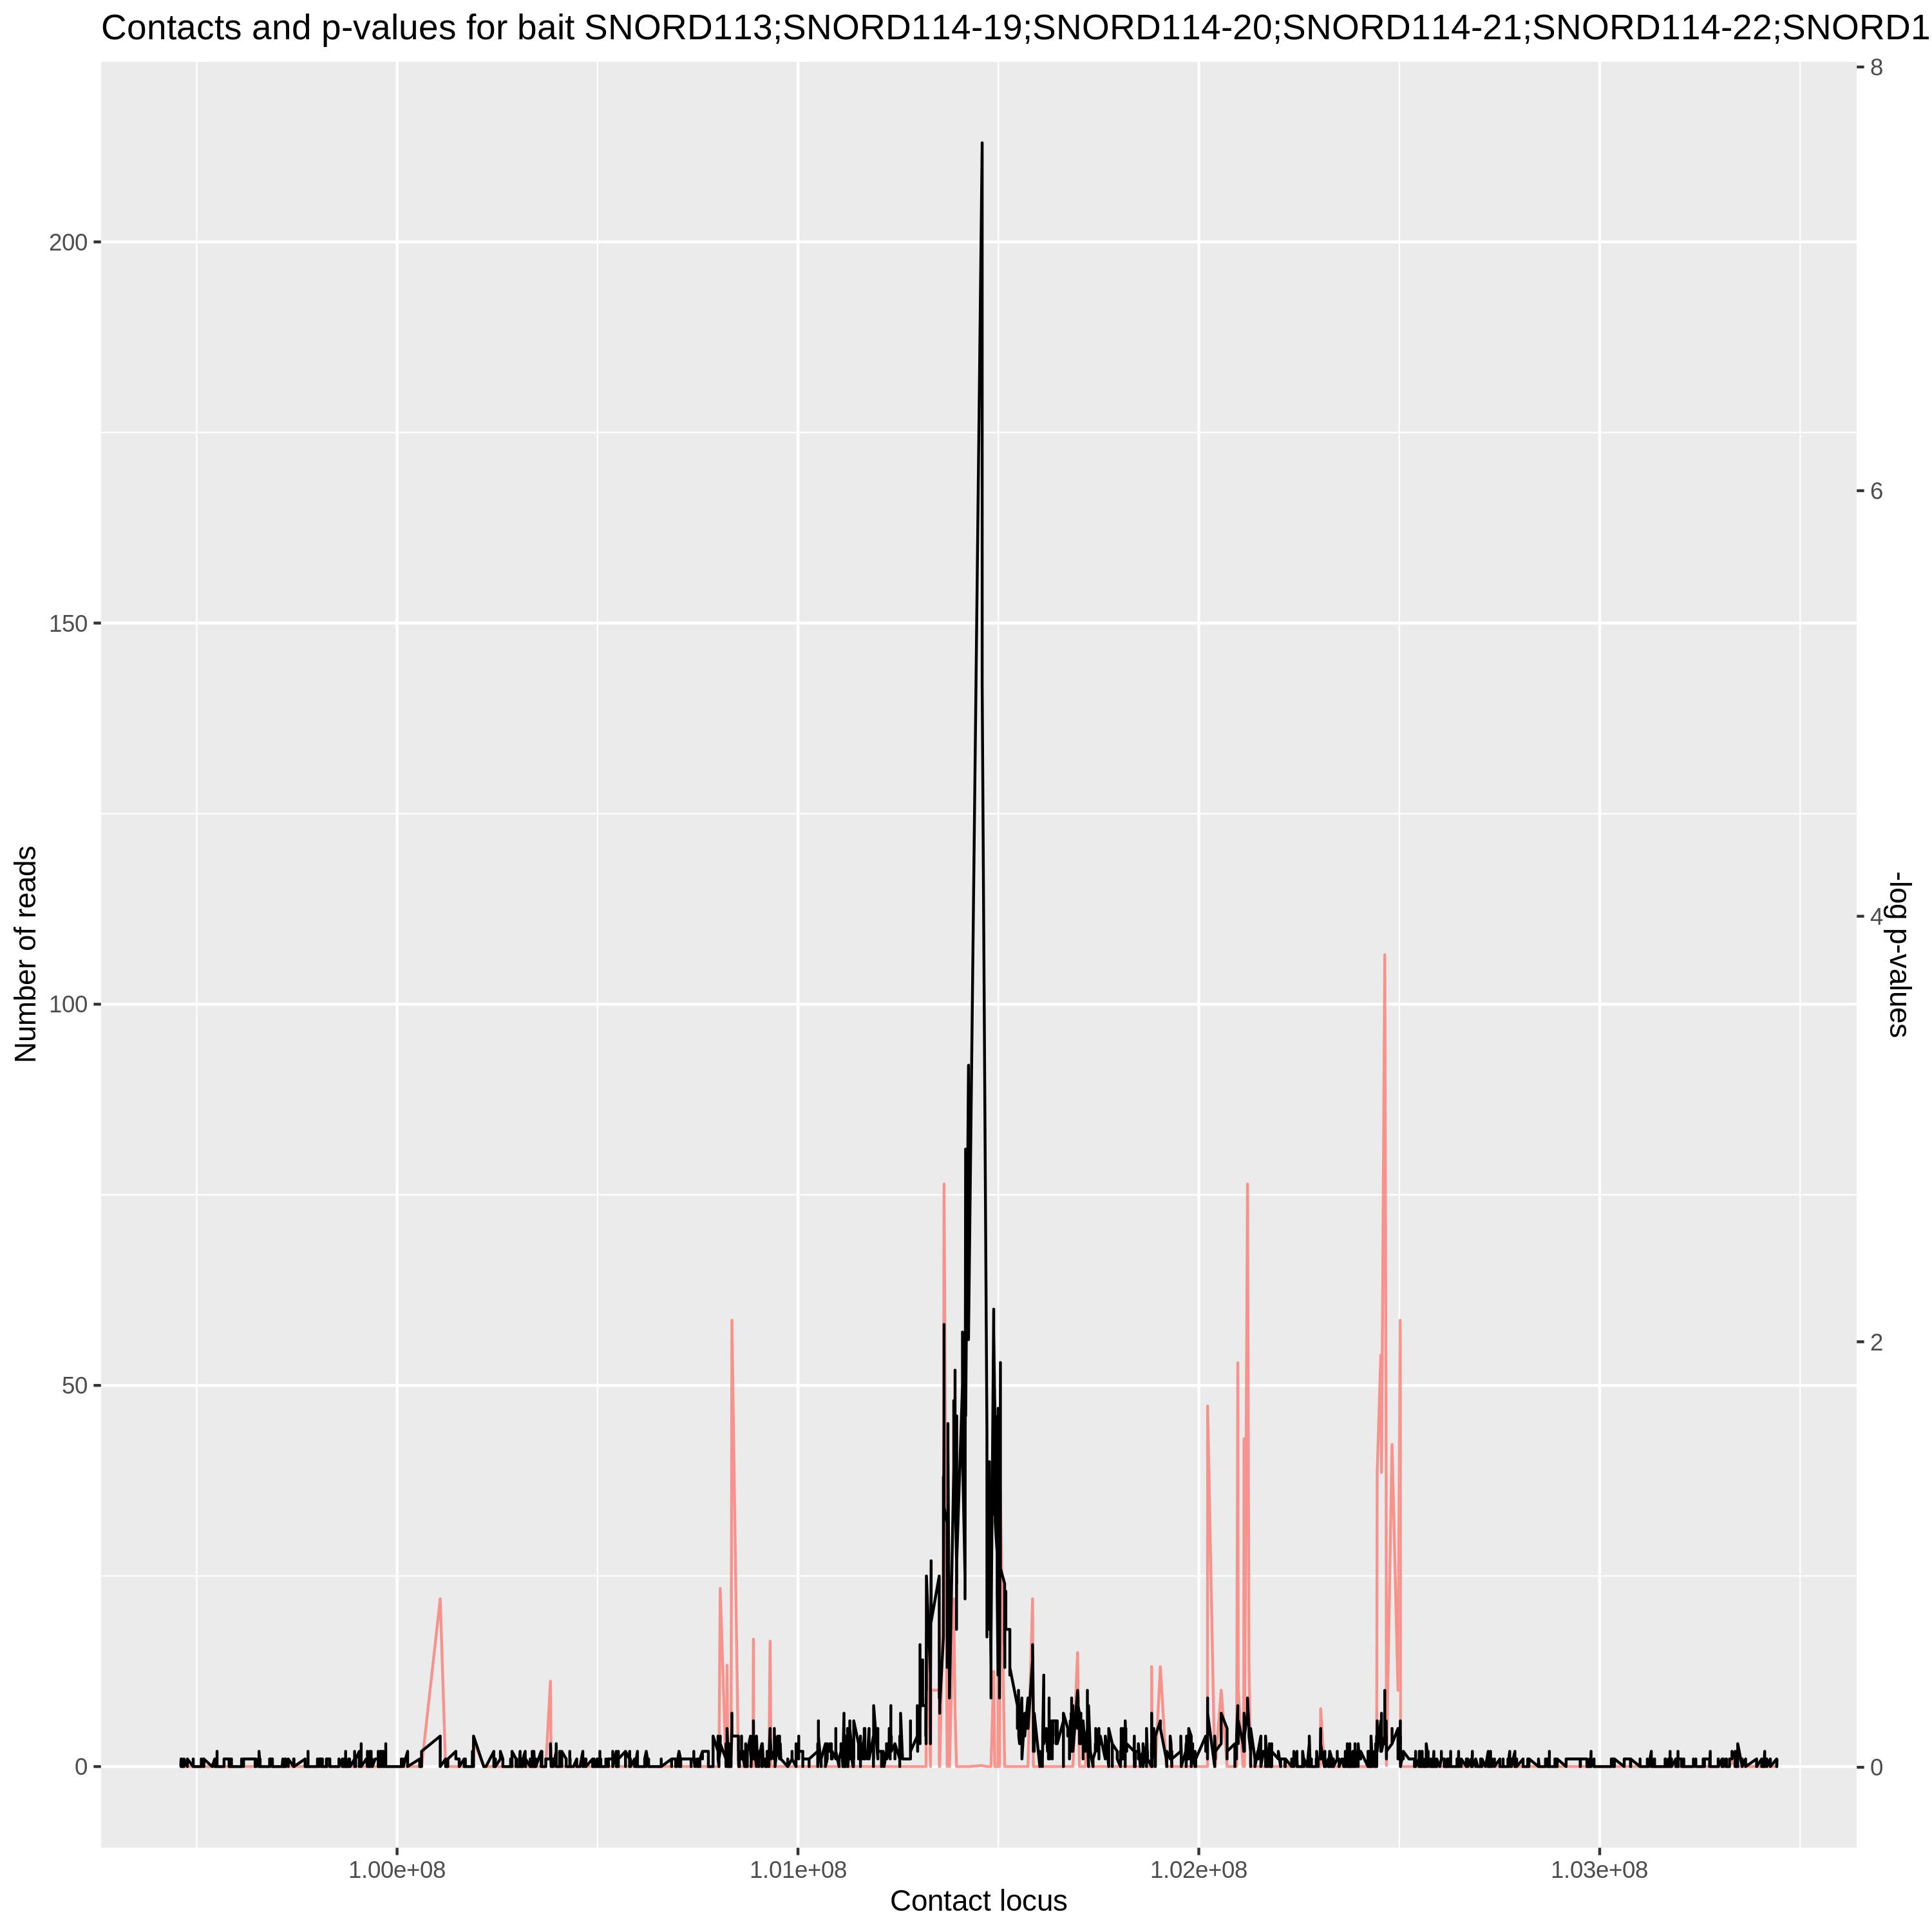 Contacts and p-values for bait SNORD113;SNORD114-19;SNORD114-20;SNORD114-21;SNORD114-22;SNORD1
Number of reads
200
150
100
50
0
8
6
4
2
0
-log p-values
1.00e+08 1.01e+08 1.02e+08 1.03e+08
Contact locus